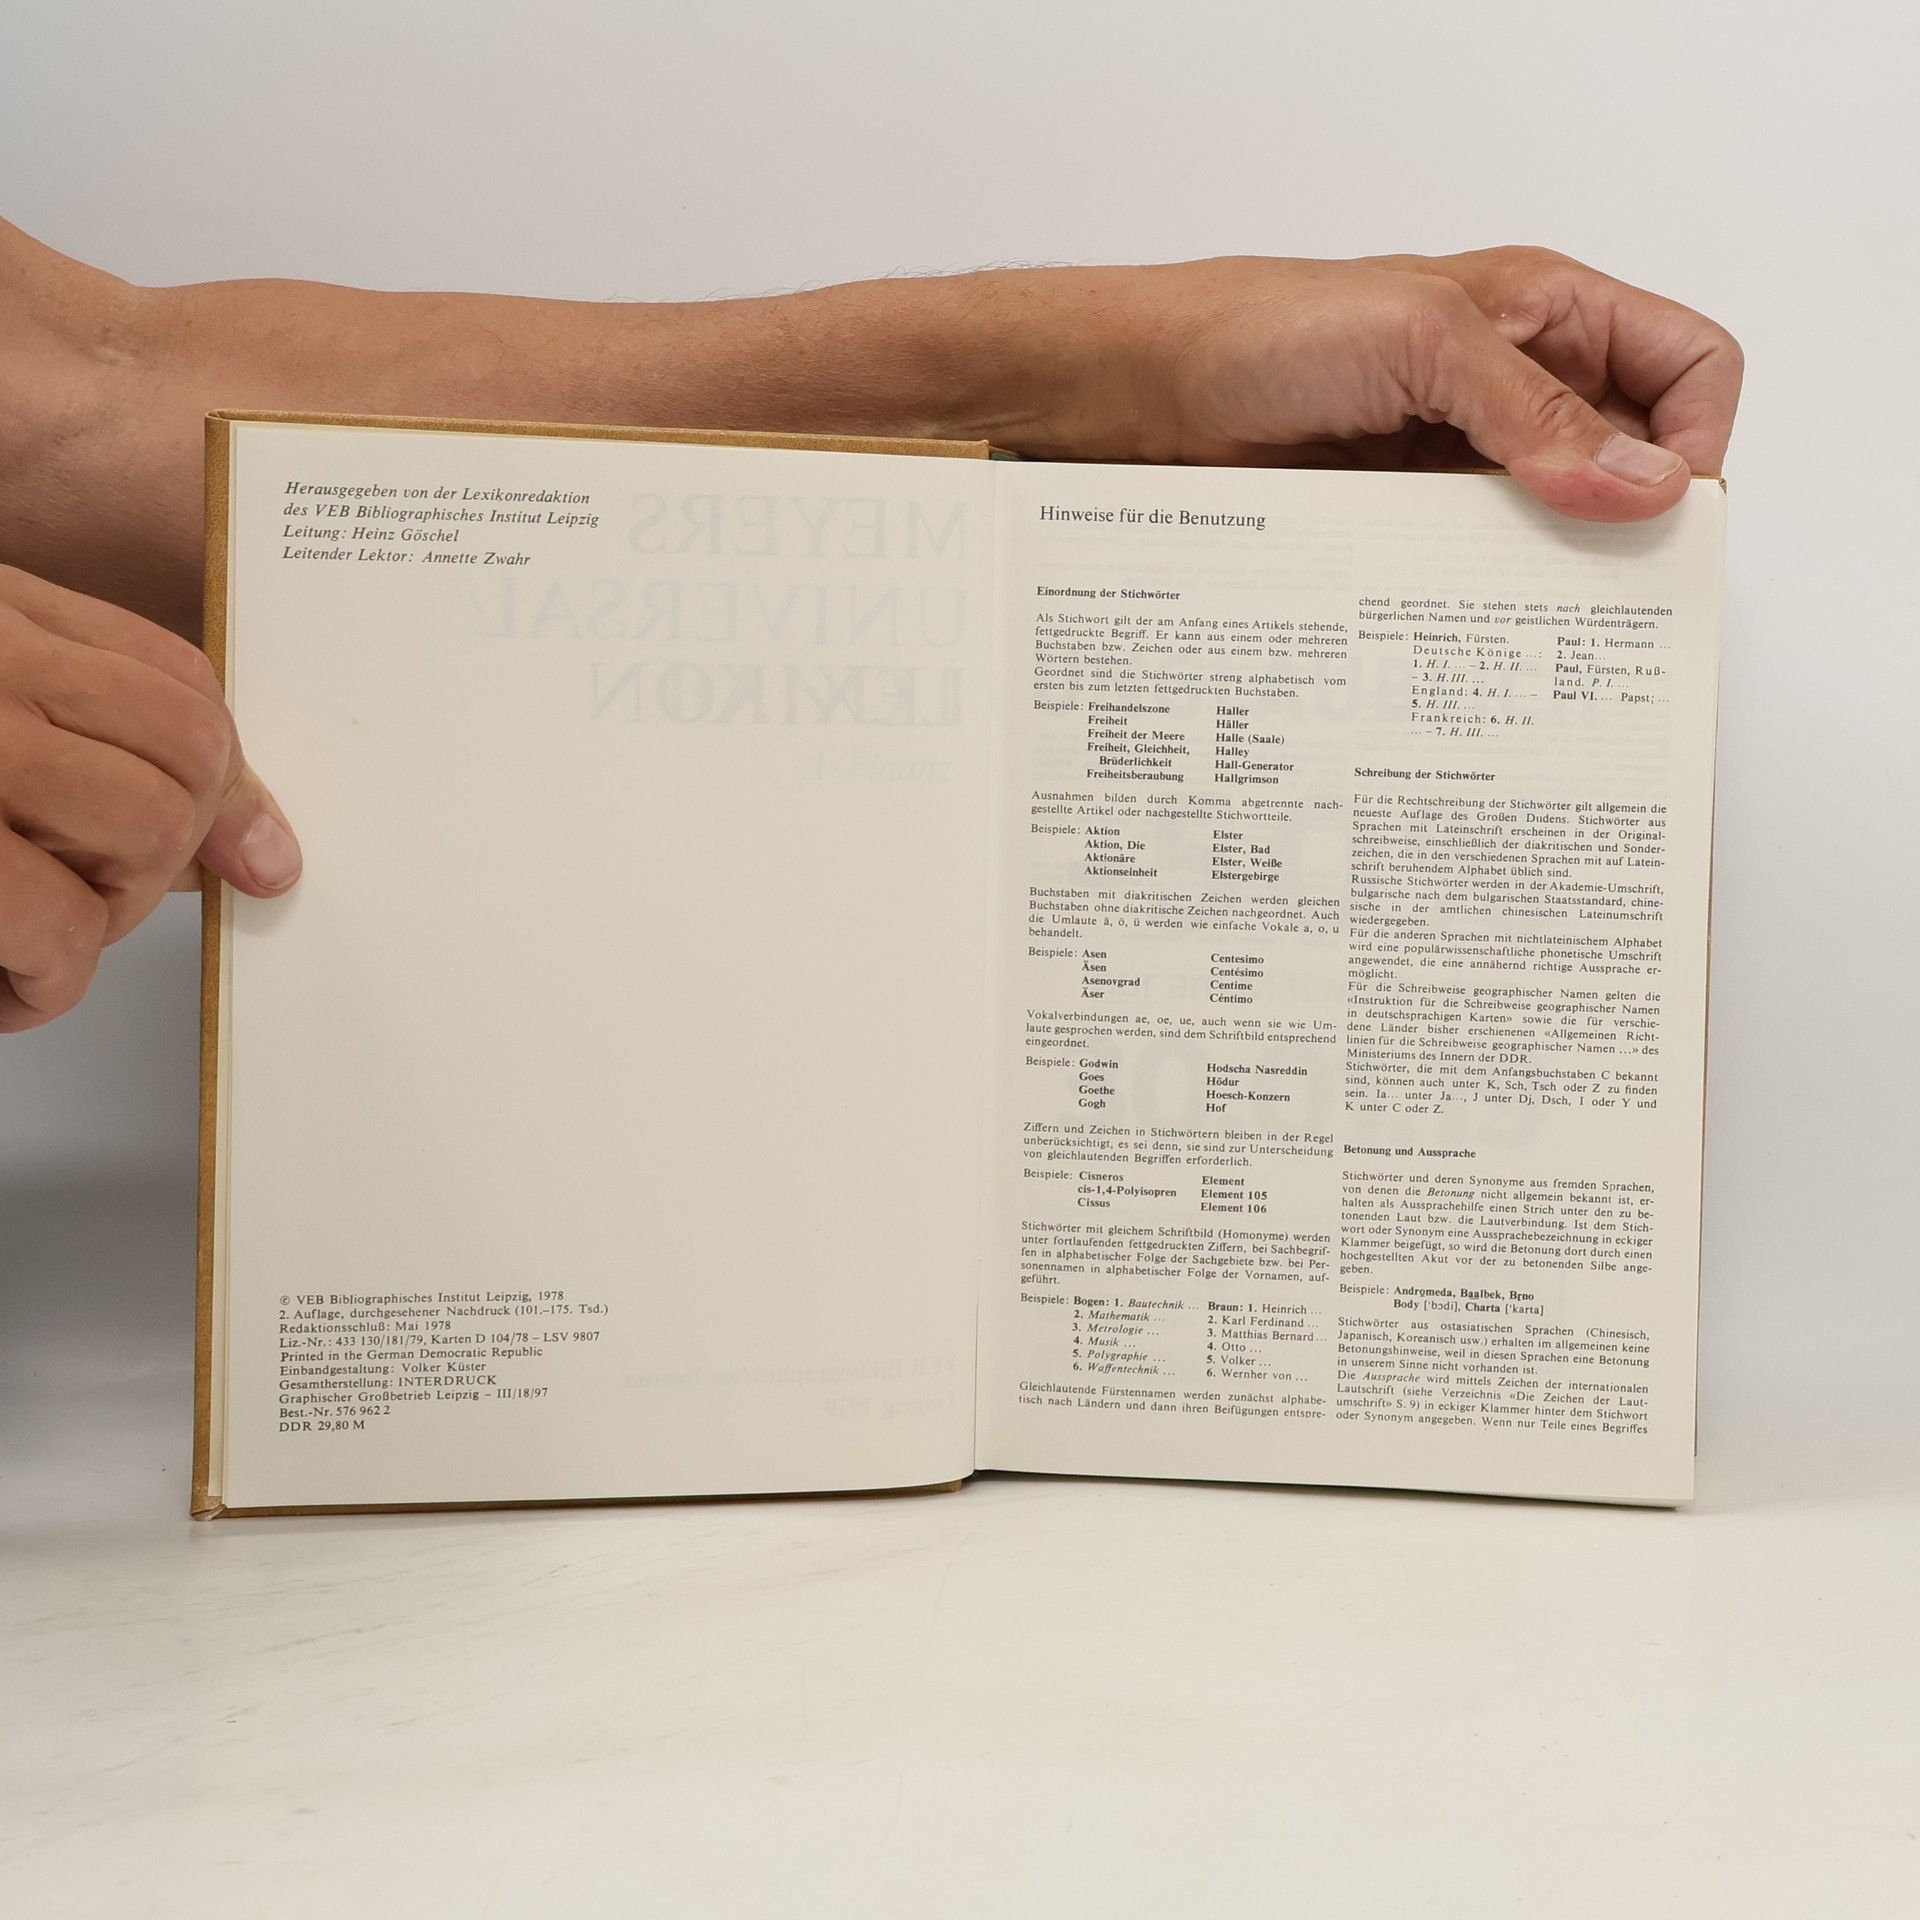 Herausgegeben von der Lexikonredaktion
des VEB Bibliographisches Institut Leipzig
Leitung: Heinz Göschel
Leitender Lektor: Annette Zwahr
MEYERS
UNIVERSAL
LEXIKON
© VEB Bibliographisches Institut Leipzig, 1978
2. Auflage, durchgesehener Nachdruck (101.–175. Tsd.)
Redaktionsschluß: Mai 1978
Liz.-Nr.: 433 130/181/79, Karten D 104/78 – LSV 9807
Printed in the German Democratic Republic
Einbandgestaltung: Volker Küster
Gesamtherstellung: INTERDRUCK
Graphischer Großbetrieb Leipzig – III/18/97
Best.-Nr. 576 962 2
DDR 29,80 M
Hinweise für die Benutzung
Einordnung der Stichwörter
Als Stichwort gilt der am Anfang eines Artikels stehende,
fettgedruckte Begriff. Er kann aus einem oder mehreren
Buchstaben bzw. Zeichen oder aus einem bzw. mehreren
Wörtern bestehen.
Geordnet sind die Stichwörter streng alphabetisch vom
ersten bis zum letzten fettgedruckten Buchstaben.
Beispiele: Freihandelszone Haller
Freiheit Häller
Freiheit der Meere Halle (Saale)
Freiheit, Gleichheit, Halley
Brüderlichkeit Hall-Generator
Freiheitsberaubung Hallgrimson
Ausnahmen bilden durch Komma abgetrennte nach-
gestellte Artikel oder nachgestellte Stichwortteile.
Beispiele: Aktion Elster
Aktion, Die Elster, Bad
Aktionäre Elster, Weiße
Aktionseinheit Elstergebirge
Buchstaben mit diakritischen Zeichen werden gleichen
Buchstaben ohne diakritische Zeichen nachgeordnet. Auch
die Umlaute ä, ö, ü werden wie einfache Vokale a, o, u
behandelt.
Beispiele: Asen Centesimo
Äsen Centésimo
Asenovgrad Centime
Äser Céntimo
Vokalverbindungen ae, oe, ue, auch wenn sie wie Um-
laute gesprochen werden, sind dem Schriftbild entsprechend
eingeordnet.
Beispiele: Godwin Hodscha Nasreddin
Goes Hödur
Goethe Hoesch-Konzern
Gogh Hof
Ziffern und Zeichen in Stichwörtern bleiben in der Regel
unberücksichtigt, es sei denn, sie sind zur Unterscheidung
von gleichlautenden Begriffen erforderlich.
Beispiele: Cisneros Element
cis-1,4-Polyisopren Element 105
Cissus Element 106
Stichwörter mit gleichem Schriftbild (Homonyme) werden
unter fortlaufenden fettgedruckten Ziffern, bei Sachbegrif-
fen in alphabetischer Folge der Sachgebiete bzw. bei Per-
sonennamen in alphabetischer Folge der Vornamen, auf-
geführt.
Beispiele: Bogen: 1. Bautechnik ... Braun: 1. Heinrich ...
2. Mathematik ... 2. Karl Ferdinand ...
3. Metrologie ... 3. Matthias Bernard ...
4. Musik ... 4. Otto ...
5. Polygraphie ... 5. Volker ...
6. Waffentechnik ... 6. Wernher von ...
Gleichlautende Fürstennamen werden zunächst alphabe-
tisch nach Ländern und dann ihren Beifügungen entspre-
chend geordnet. Sie stehen stets nach gleichlautenden
bürgerlichen Namen und vor geistlichen Würdenträgern.
Beispiele: Heinrich, Fürsten. Paul: 1. Hermann ...
Deutsche Könige ...: 2. Jean...
1. H. I. ... – 2. H. II. ... Paul, Fürsten, Ruß-
– 3. H. III. ... land. P. I. ...
England: 4. H. I. ... – Paul VI. ... Papst; ...
5. H. III. ...
Frankreich: 6. H. II.
... – 7. H. III. ...
Schreibung der Stichwörter
Für die Rechtschreibung der Stichwörter gilt allgemein die
neueste Auflage des Großen Dudens. Stichwörter aus
Sprachen mit Lateinschrift erscheinen in der Original-
schreibweise, einschließlich der diakritischen und Sonder-
zeichen, die in den verschiedenen Sprachen mit auf Latein-
schrift beruhendem Alphabet üblich sind.
Russische Stichwörter werden in der Akademie-Umschrift,
bulgarische nach dem bulgarischen Staatsstandard, chine-
sische in der amtlichen chinesischen Lateinumschrift
wiedergegeben.
Für die anderen Sprachen mit nichtlateinischem Alphabet
wird eine populärwissenschaftliche phonetische Umschrift
angewendet, die eine annähernd richtige Aussprache er-
möglicht.
Für die Schreibweise geographischer Namen gelten die
«Instruktion für die Schreibweise geographischer Namen
in deutschsprachigen Karten» sowie die für verschie-
dene Länder bisher erschienenen «Allgemeinen Richt-
linien für die Schreibweise geographischer Namen ...» des
Ministeriums des Innern der DDR.
Stichwörter, die mit dem Anfangsbuchstaben C bekannt
sind, können auch unter K, Sch, Tsch oder Z zu finden
sein. Ia... unter Ja..., J unter Dj, Dsch, I oder Y und
K unter C oder Z.
Betonung und Aussprache
Stichwörter und deren Synonyme aus fremden Sprachen,
von denen die Betonung nicht allgemein bekannt ist, er-
halten als Aussprachehilfe einen Strich unter den zu be-
tonenden Laut bzw. die Lautverbindung. Ist dem Stich-
wort oder Synonym eine Aussprachebezeichnung in eckiger
Klammer beigefügt, so wird die Betonung dort durch einen
hochgestellten Akut vor der zu betonenden Silbe ange-
geben.
Beispiele: Andromeda, Baalbek, Brno
Body ['bɔdi], Charta ['karta]
Stichwörter aus ostasiatischen Sprachen (Chinesisch,
Japanisch, Koreanisch usw.) erhalten im allgemeinen keine
Betonungshinweise, weil in diesen Sprachen eine Betonung
in unserem Sinne nicht vorhanden ist.
Die Aussprache wird mittels Zeichen der internationalen
Lautschrift (siehe Verzeichnis «Die Zeichen der Laut-
umschrift» S. 9) in eckiger Klammer hinter dem Stichwort
oder Synonym angegeben. Wenn nur Teile eines Begriffes